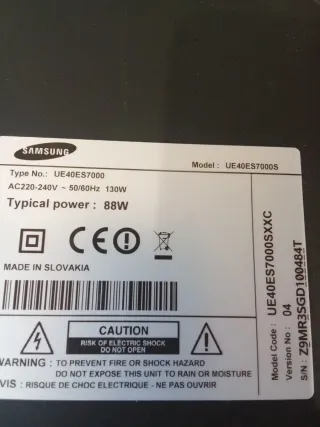 SAMSUNG
Type No.: UE40ES7000
Model: UE40ES7000S
AC220-240V ~ 50/60Hz 130W
Typical power : 88W
MADE IN SLOVAKIA
CAUTION
RISK OF ELECTRIC SHOCK
DO NOT OPEN
WARNING : TO PREVENT FIRE OR SHOCK HAZARD
DO NOT EXPOSE THIS UNIT TO RAIN OR MOISTURE
VIS : RISQUE DE CHOC ELECTRIQUE - NE PAS OUVRIR
Model Code : UE40ES7000SXXC
Version No : 04
S/N : Z9MR3SGD100484T